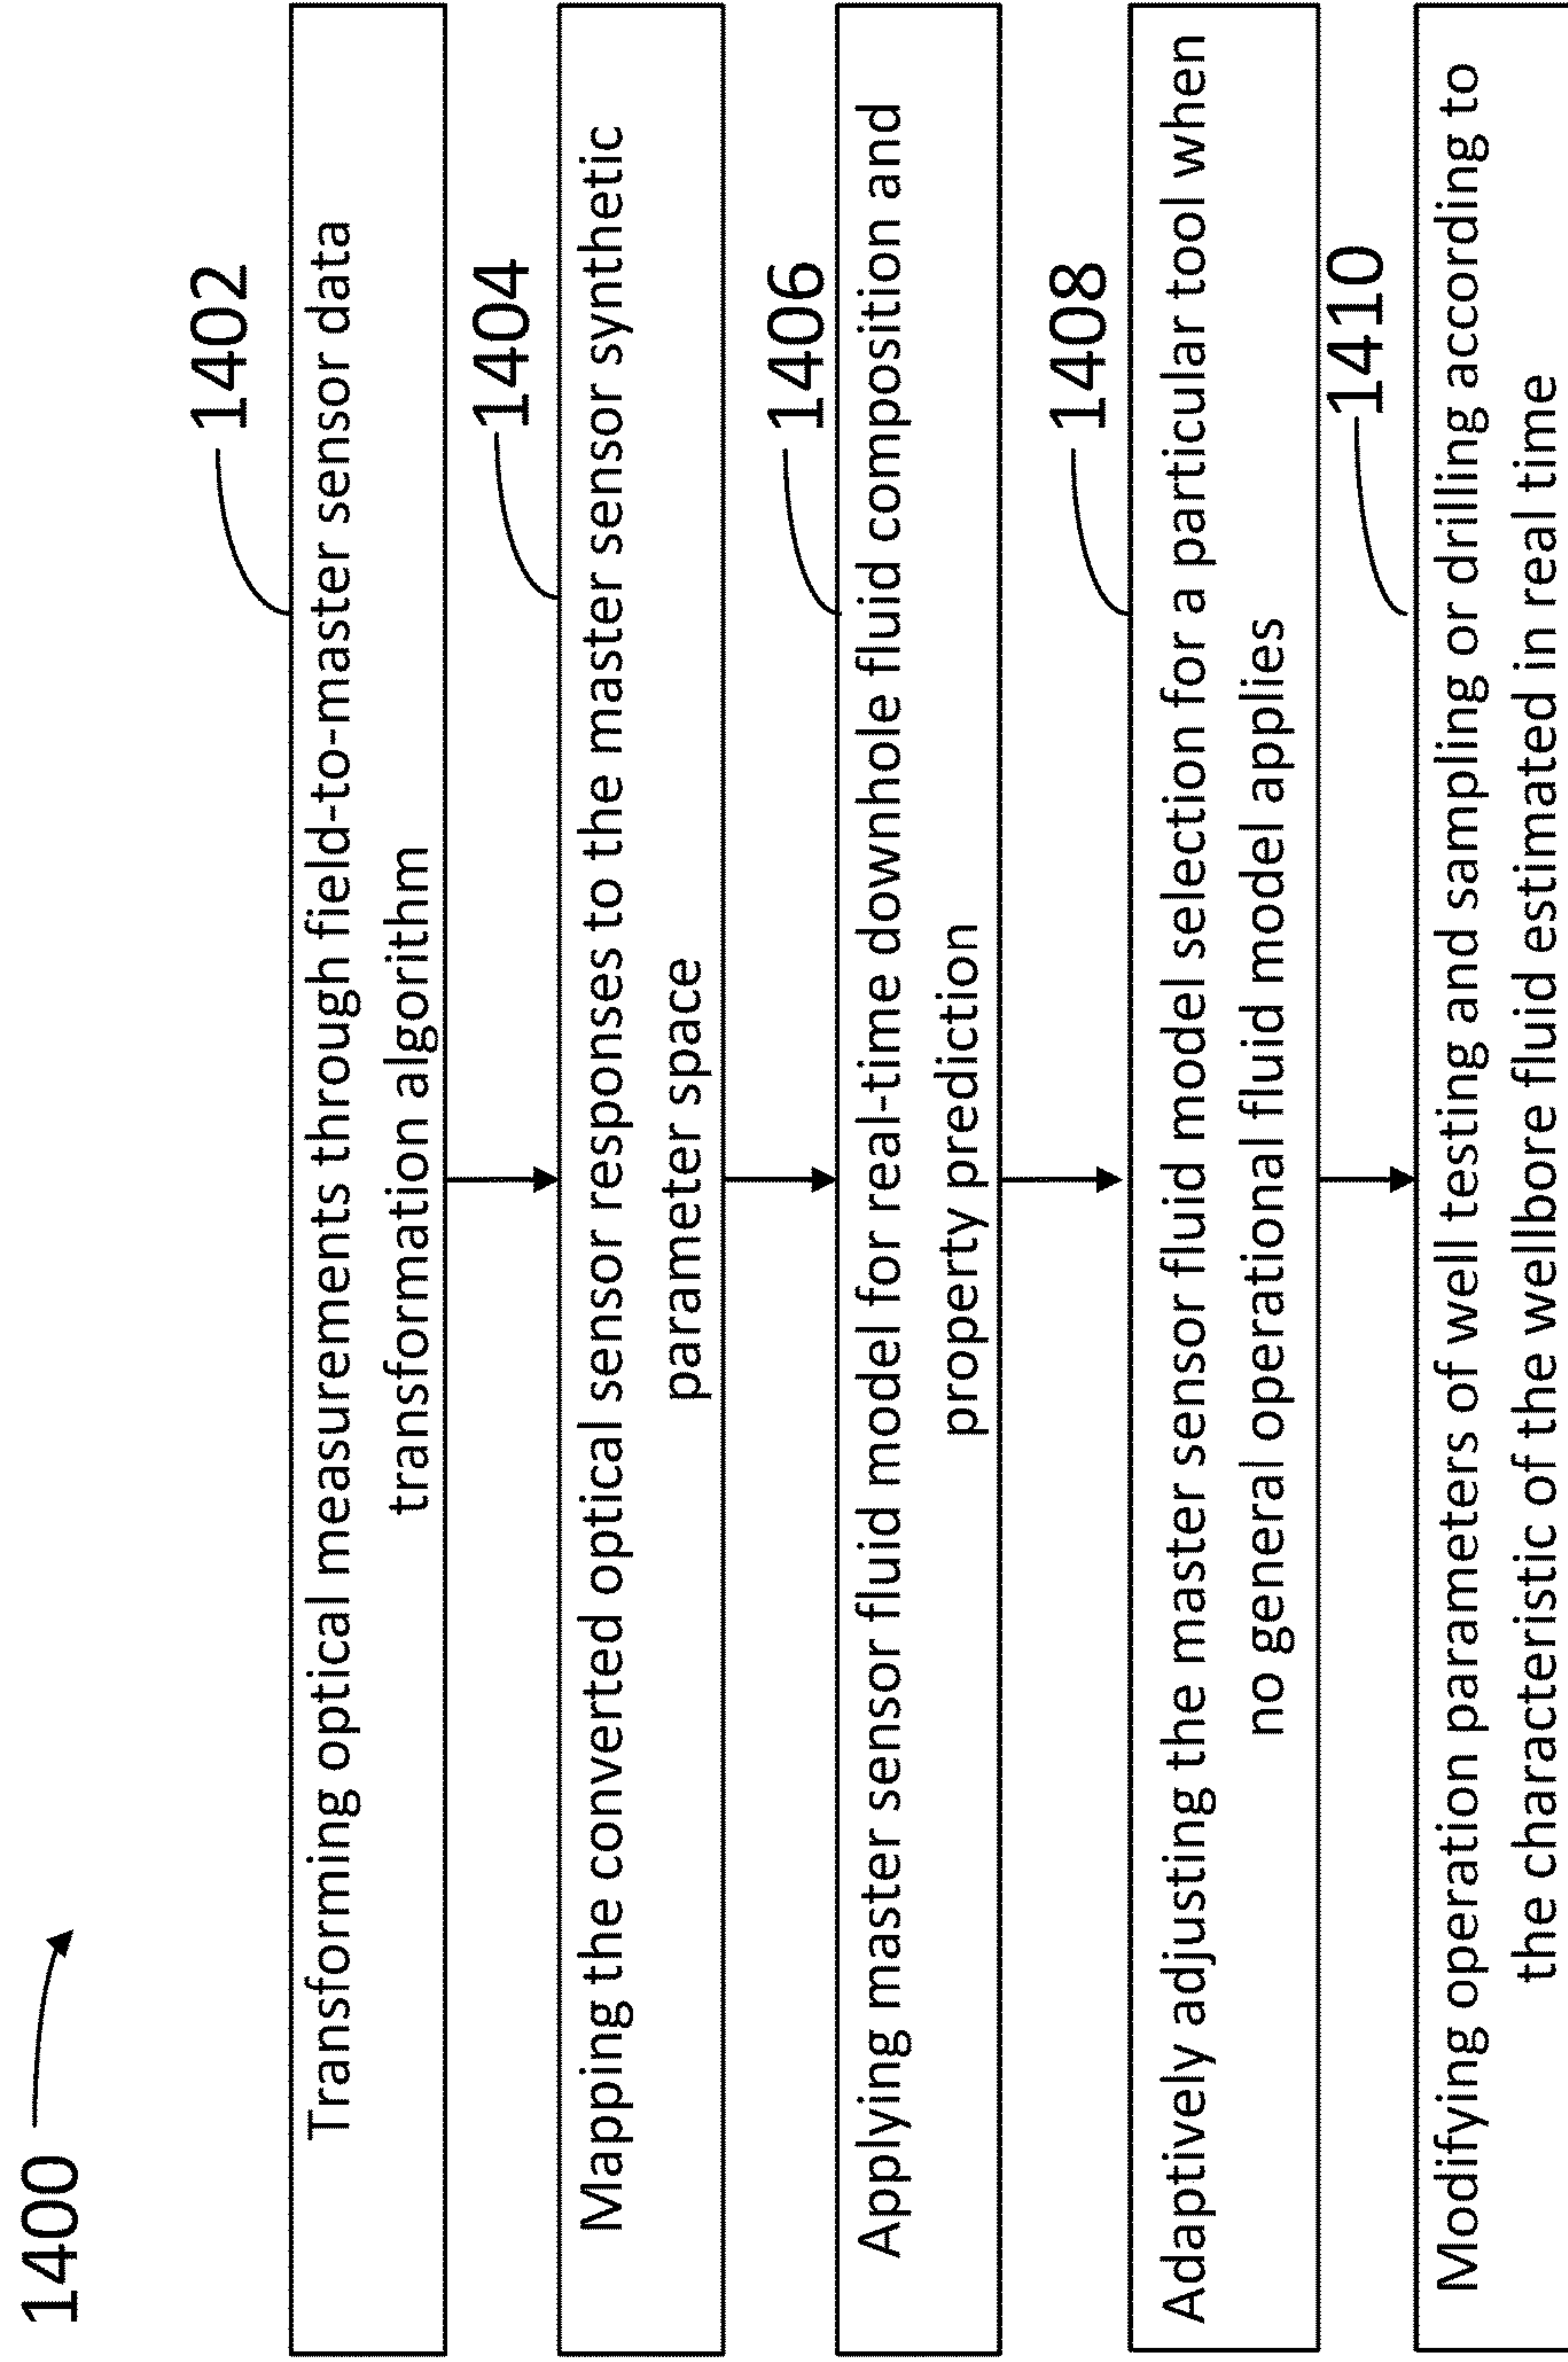 1400
1402
Transforming optical measurements through field-to-master sensor data
transformation algorithm
1404
Mapping the converted optical sensor responses to the master sensor synthetic
parameter space
1406
Applying master sensor fluid model for real-time downhole fluid composition and
property prediction
1408
Adaptively adjusting the master sensor fluid model selection for a particular tool when
no general operational fluid model applies
1410
Modifying operation parameters of well testing and sampling or drilling according to
the characteristic of the wellbore fluid estimated in real time